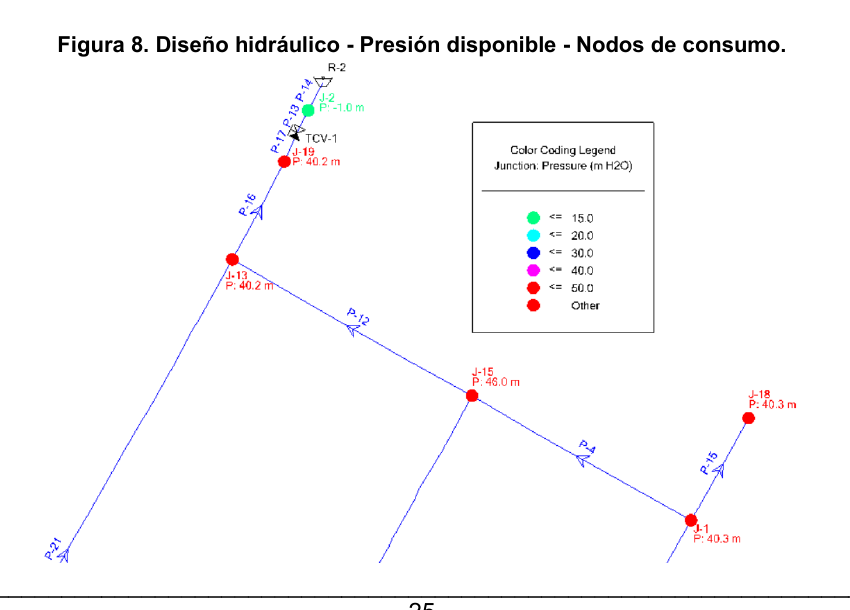 Figura 8. Diseño hidráulico - Presión disponible - Nodos de consumo.
R-2
P-14
J-2
P: -1.0 m
P-13
TCV-1
P-17
J-19
P: 40.2 m
P-16
J-13
P: 40.2 m
P-12
J-15
P: 46.0 m
P-4
J-18
P: 40.3 m
P-15
J-1
P: 40.3 m
P-21
Color Coding Legend
Junction: Pressure (m H2O)
<= 15.0
<= 20.0
<= 30.0
<= 40.0
<= 50.0
Other
25